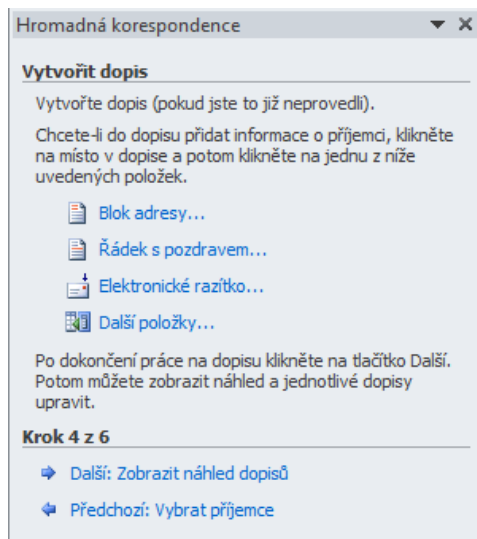 Hromadná korespondence
Vytvořit dopis
Vytvořte dopis (pokud jste to již neprovedli).
Chcete-li do dopisu přidat informace o příjemci, klikněte
na místo v dopise a potom klikněte na jednu z níže
uvedených položek.
Blok adresy...
Řádek s pozdravem...
Elektronické razítko...
Další položky...
Po dokončení práce na dopisu klikněte na tlačítko Další.
Potom můžete zobrazit náhled a jednotlivé dopisy
upravit.
Krok 4 z 6
Další: Zobrazit náhled dopisů
Předchozí: Vybrat příjemce